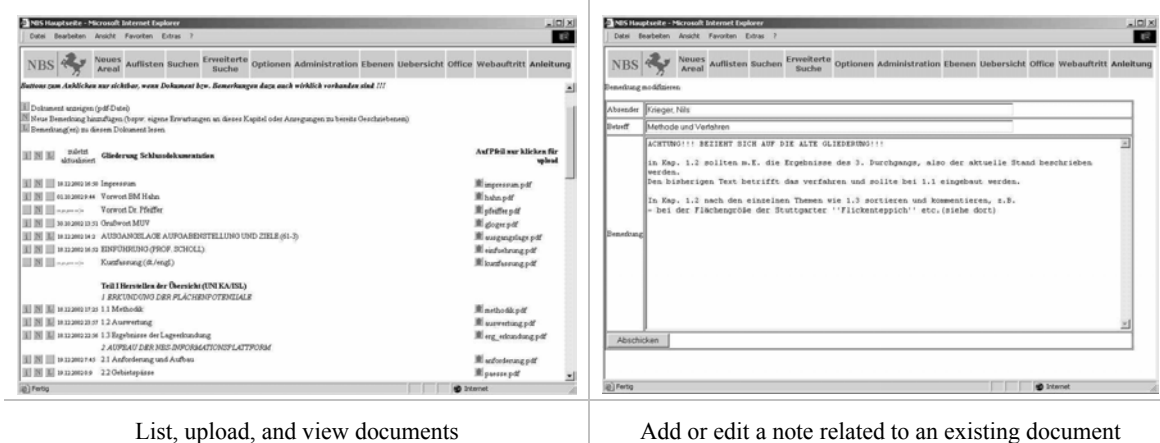 NBS Hauptseite - Microsoft Internet Explorer
Datei Bearbeiten Ansicht Favoriten Extras ?
NBS Neues Areal Auflisten Suchen Erweiterte Suche Optionen Administration Ebenen Uebersicht Office Webauftritt Anleitung
Buttons zum Anklicken nur sichtbar, wenn Dokument bzw. Bemerkungen dazu auch wirklich vorhanden sind !!!
Dokument anzeigen (pdf-Datei)
N Neue Bemerkung hinzufügen (bspw. eigene Erwartungen an dieses Kapitel oder Anregungen zu bereits Geschriebenem)
L Bemerkung(en) zu diesem Dokument lesen
I N L zuletzt aktualisiert Gliederung Schlussdokumentation Auf Pfeil nur klicken für upload
I N Impressum impressum.pdf
I N Vorwort BM Hahn hahn.pdf
I N Vorwort Dr. Pfeiffer pfeiffer.pdf
I N L Grußwort MUV gloger.pdf
I N L AUSGANGSLAGE AUFGABENSTELLUNG UND ZIELE (61-3) ausgangslage.pdf
I N L EINFÜHRUNG (PROF. SCHOLL) einfuehrung.pdf
I N Kurzfassung (dt./engl.) kurzfassung.pdf
Teil I Herstellen der Übersicht (UNI KA/ISL)
1 ERKUNDUNG DER FLÄCHENPOTENZIALE
I N L 1.1 Methodik methodik.pdf
I N L 1.2 Auswertung auswertung.pdf
I N L 1.3 Ergebnisse der Lageerkundung erg_erkundung.pdf
2 AUFBAU DER NBS-INFORMATIONSPLATTFORM
I N 2.1 Anforderung und Aufbau anforderung.pdf
I N L 2.2 Gebietspässe paesse.pdf
Fertig Internet
List, upload, and view documents
NBS Hauptseite - Microsoft Internet Explorer
Datei Bearbeiten Ansicht Favoriten Extras ?
NBS Neues Areal Auflisten Suchen Erweiterte Suche Optionen Administration Ebenen Uebersicht Office Webauftritt Anleitung
Bemerkung modifizieren:
Absender Krieger, Nils
Betreff Methode und Verfahren
Bemerkung
ACHTUNG!!! BEZIEHT SICH AUF DIE ALTE GLIEDERUNG!!!
in Kap. 1.2 sollten m.E. die Ergebnisse des 3. Durchgangs, also der aktuelle Stand beschrieben
werden.
Den bisherigen Text betrifft das verfahren und sollte bei 1.1 eingebaut werden.
In Kap. 1.2 nach den einzelnen Themen wie 1.3 sortieren und kommentieren, z.B.
- bei der Flächengröße der Stuttgarter ''Flickenteppich'' etc.(siehe dort)
Abschicken
Fertig Internet
Add or edit a note related to an existing document